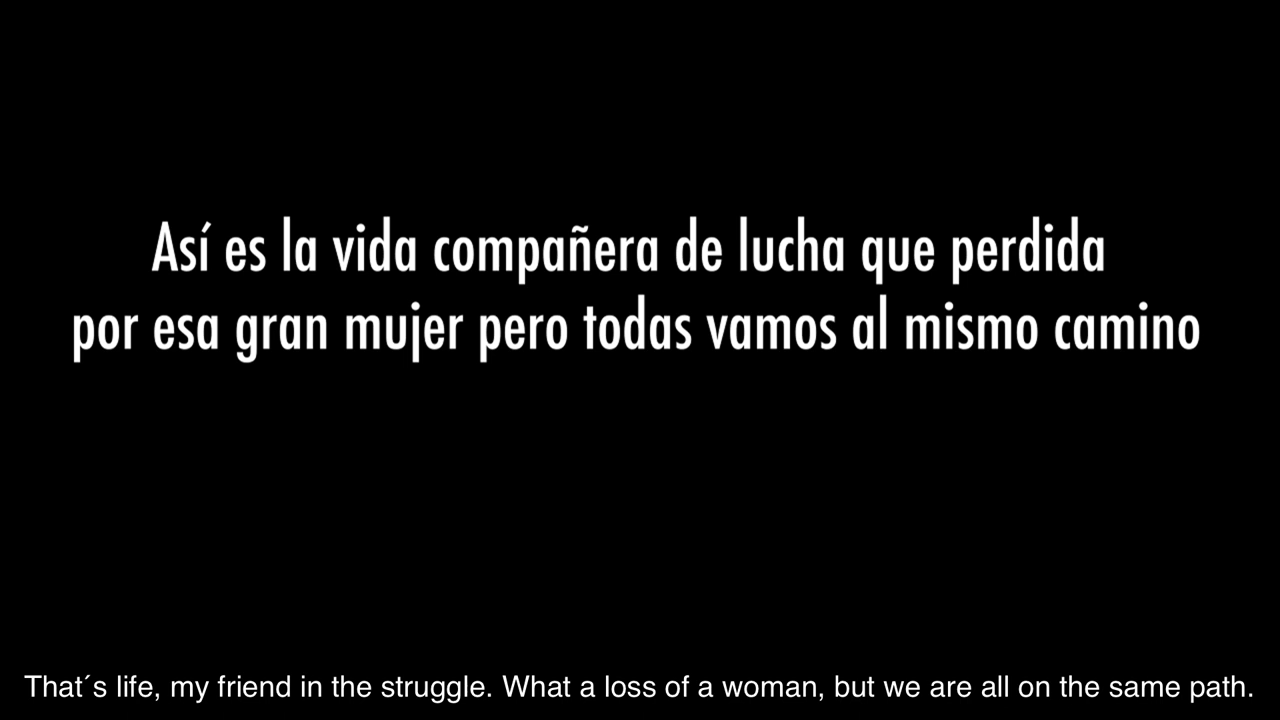 Así es la vida compañera de lucha que perdida
por esa gran mujer pero todas vamos al mismo camino
That´s life, my friend in the struggle. What a loss of a woman, but we are all on the same path.